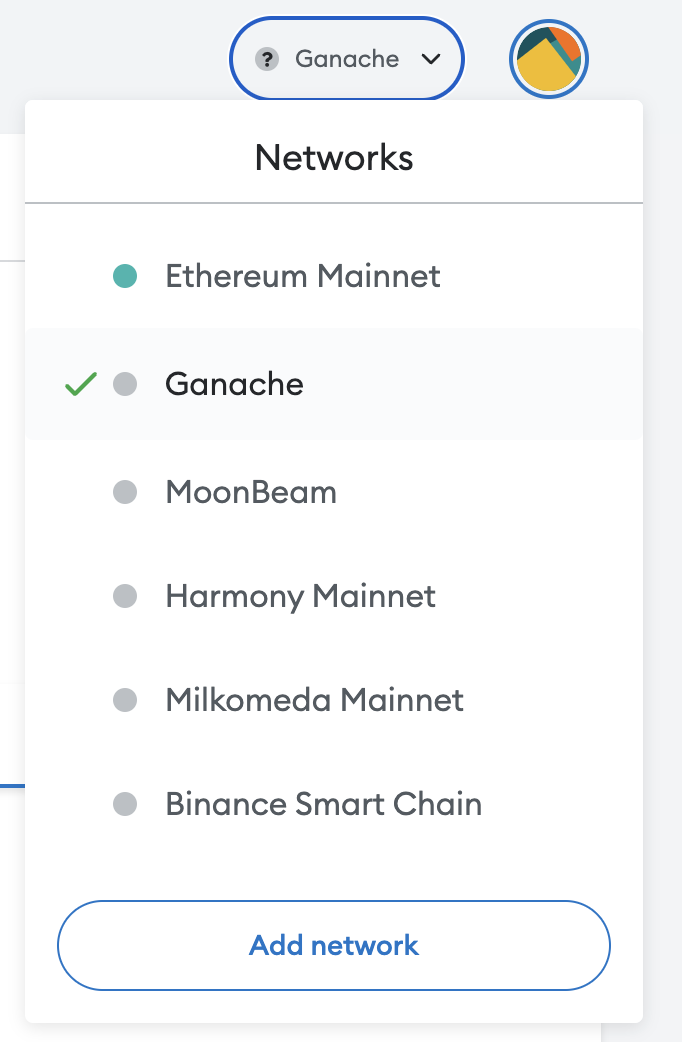 ? Ganache
Networks
Ethereum Mainnet
Ganache
MoonBeam
Harmony Mainnet
Milkomeda Mainnet
Binance Smart Chain
Add network